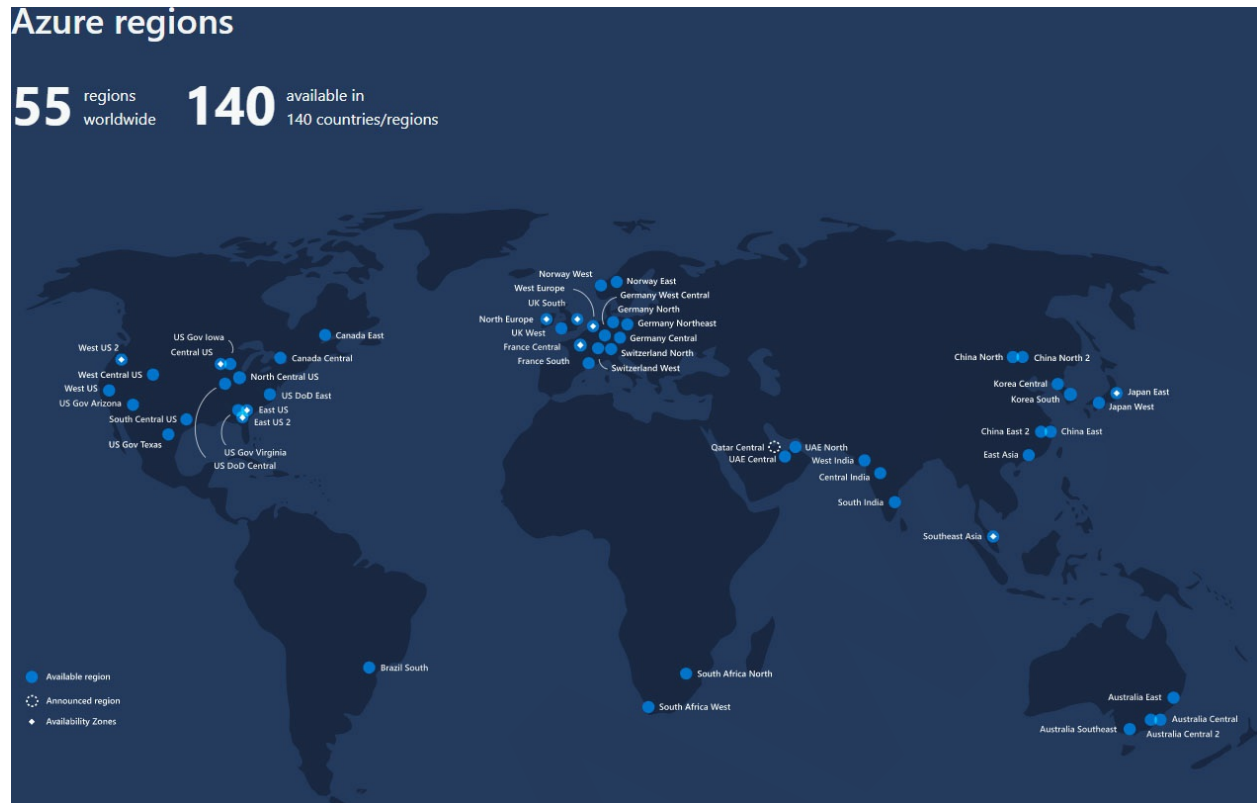 Azure regions
55 regions worldwide
140 available in 140 countries/regions
Norway West
Norway East
West Europe
Germany West Central
UK South
Germany North
North Europe
Germany Northeast
UK West
Germany Central
France Central
Switzerland North
France South
Switzerland West
Canada East
US Gov Iowa
West US 2
Central US
Canada Central
West Central US
North Central US
West US
US DoD East
US Gov Arizona
East US
South Central US
East US 2
US Gov Texas
US Gov Virginia
US DoD Central
China North
China North 2
Korea Central
Japan East
Korea South
Japan West
China East 2
China East
East Asia
Qatar Central
UAE North
UAE Central
West India
Central India
South India
Southeast Asia
Brazil South
South Africa North
South Africa West
Australia East
Australia Central
Australia Southeast
Australia Central 2
Available region
Announced region
Availability Zones